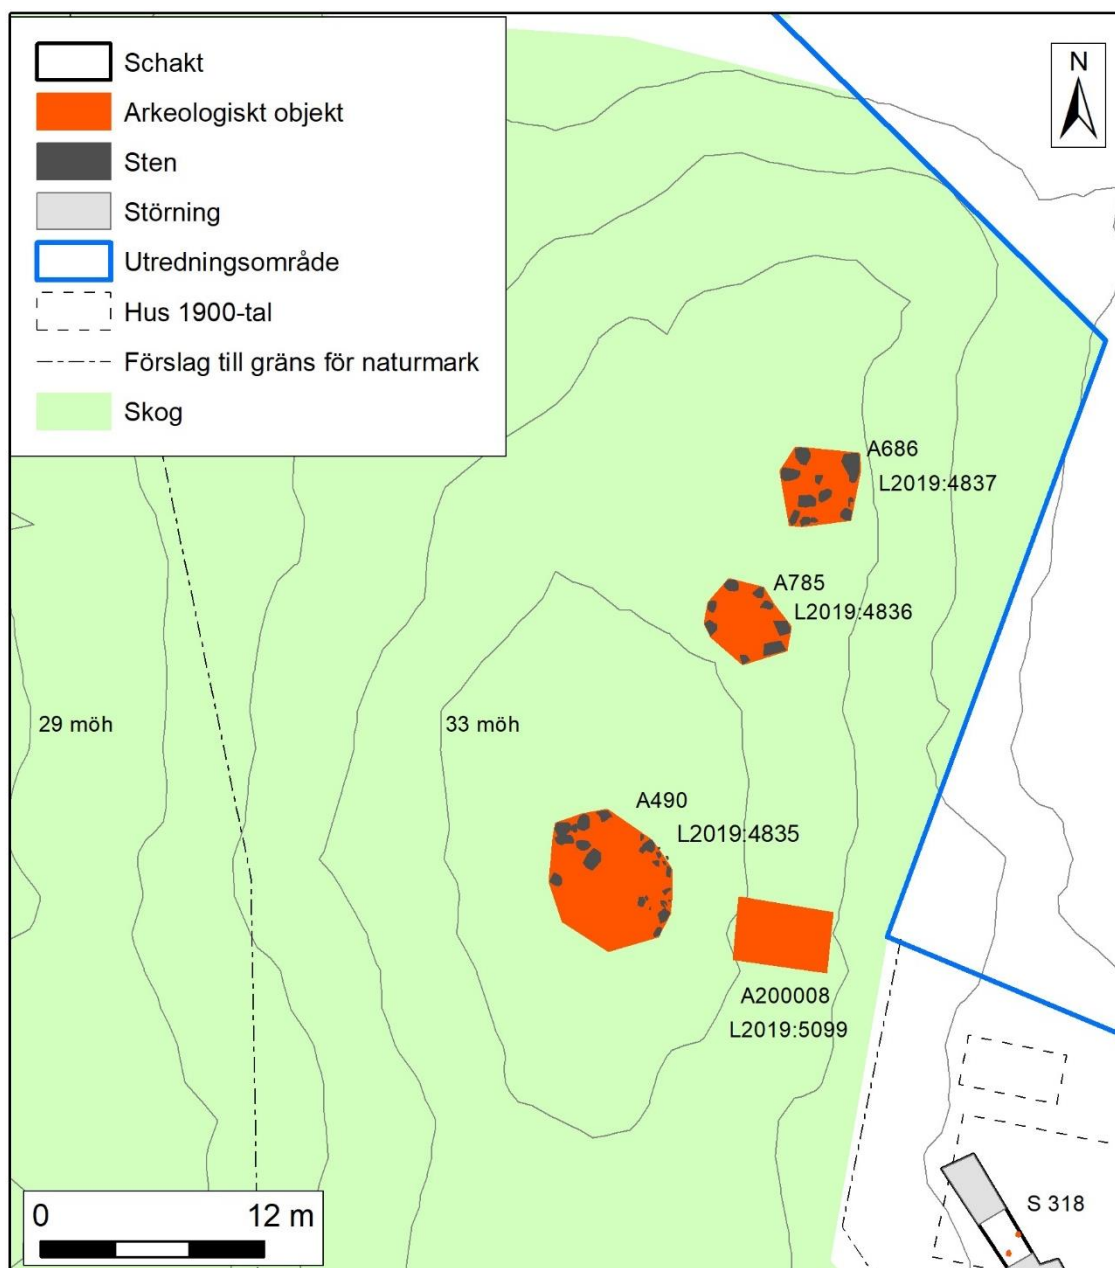 Schakt
Arkeologiskt objekt
Sten
Störning
Utredningsområde
Hus 1900-tal
Förslag till gräns för naturmark
Skog
N
A686
L2019:4837
A785
L2019:4836
29 möh
33 möh
A490
L2019:4835
A200008
L2019:5099
S 318
0 12 m